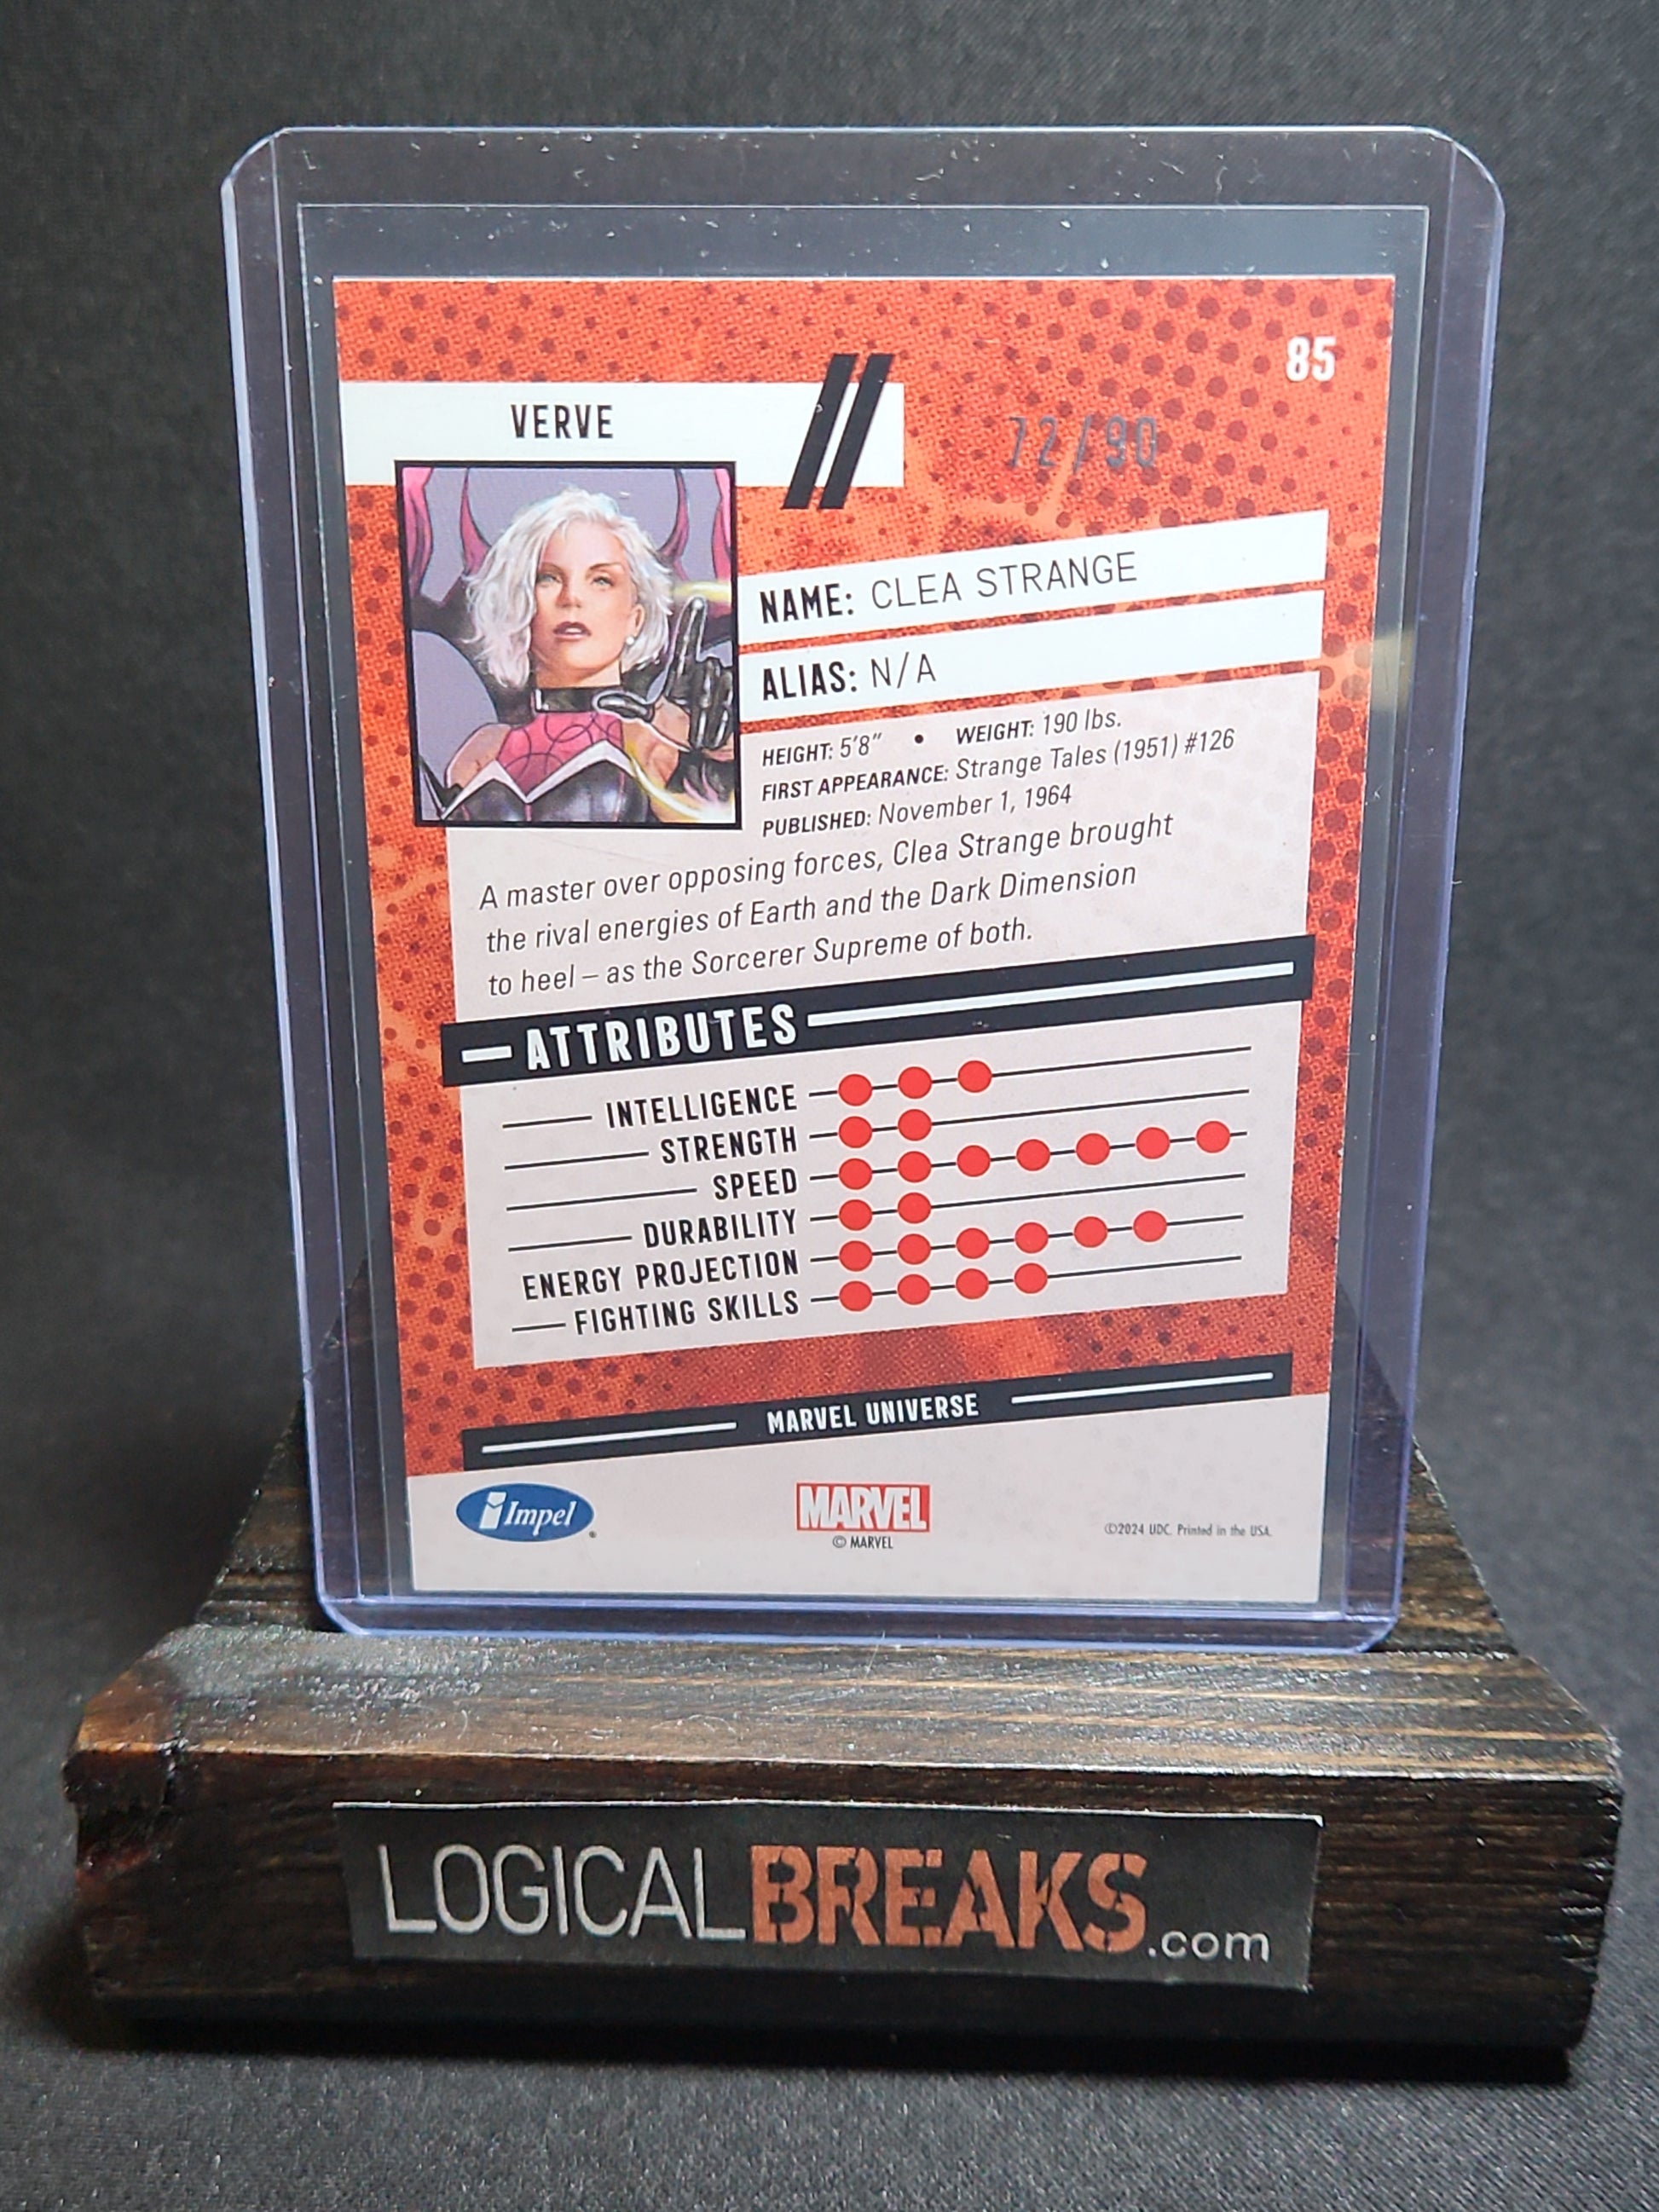 85
VERVE
72/90
NAME: CLEA STRANGE
ALIAS: N/A
HEIGHT: 5'8" • WEIGHT: 190 lbs.
FIRST APPEARANCE: Strange Tales (1951) #126
PUBLISHED: November 1, 1964
A master over opposing forces, Clea Strange brought
the rival energies of Earth and the Dark Dimension
to heel – as the Sorcerer Supreme of both.
ATTRIBUTES
INTELLIGENCE
STRENGTH
SPEED
DURABILITY
ENERGY PROJECTION
FIGHTING SKILLS
MARVEL UNIVERSE
Impel
MARVEL
© MARVEL
©2024 UDC. Printed in the USA.
LOGICALBREAKS.com